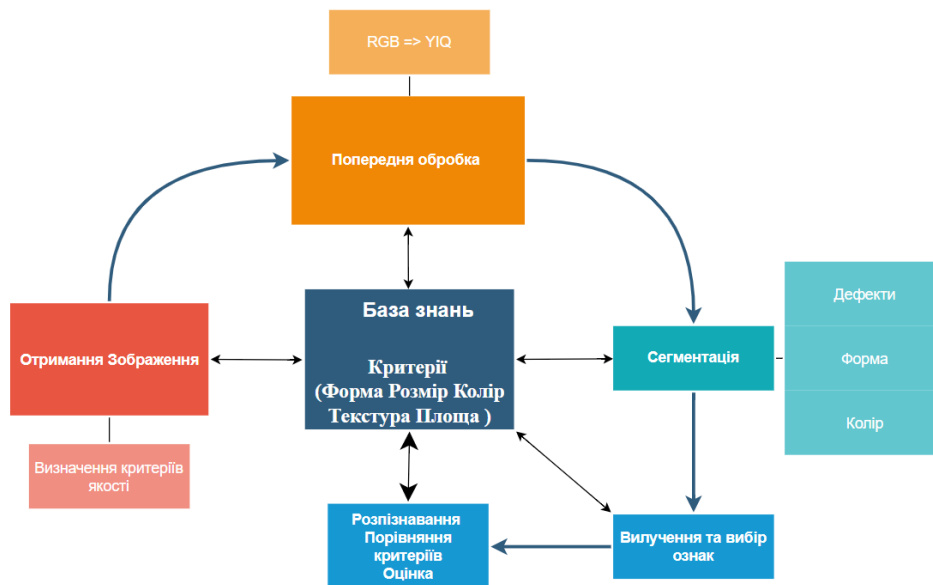 RGB => YIQ
Попередня обробка
База знань
Критерії
(Форма Розмір Колір
Текстура Площа )
Отримання Зображення
Визначення критеріїв
якості
Сегментація
Дефекти
Форма
Колір
Розпізнавання
Порівняння
критеріїв
Оцінка
Вилучення та вибір
ознак